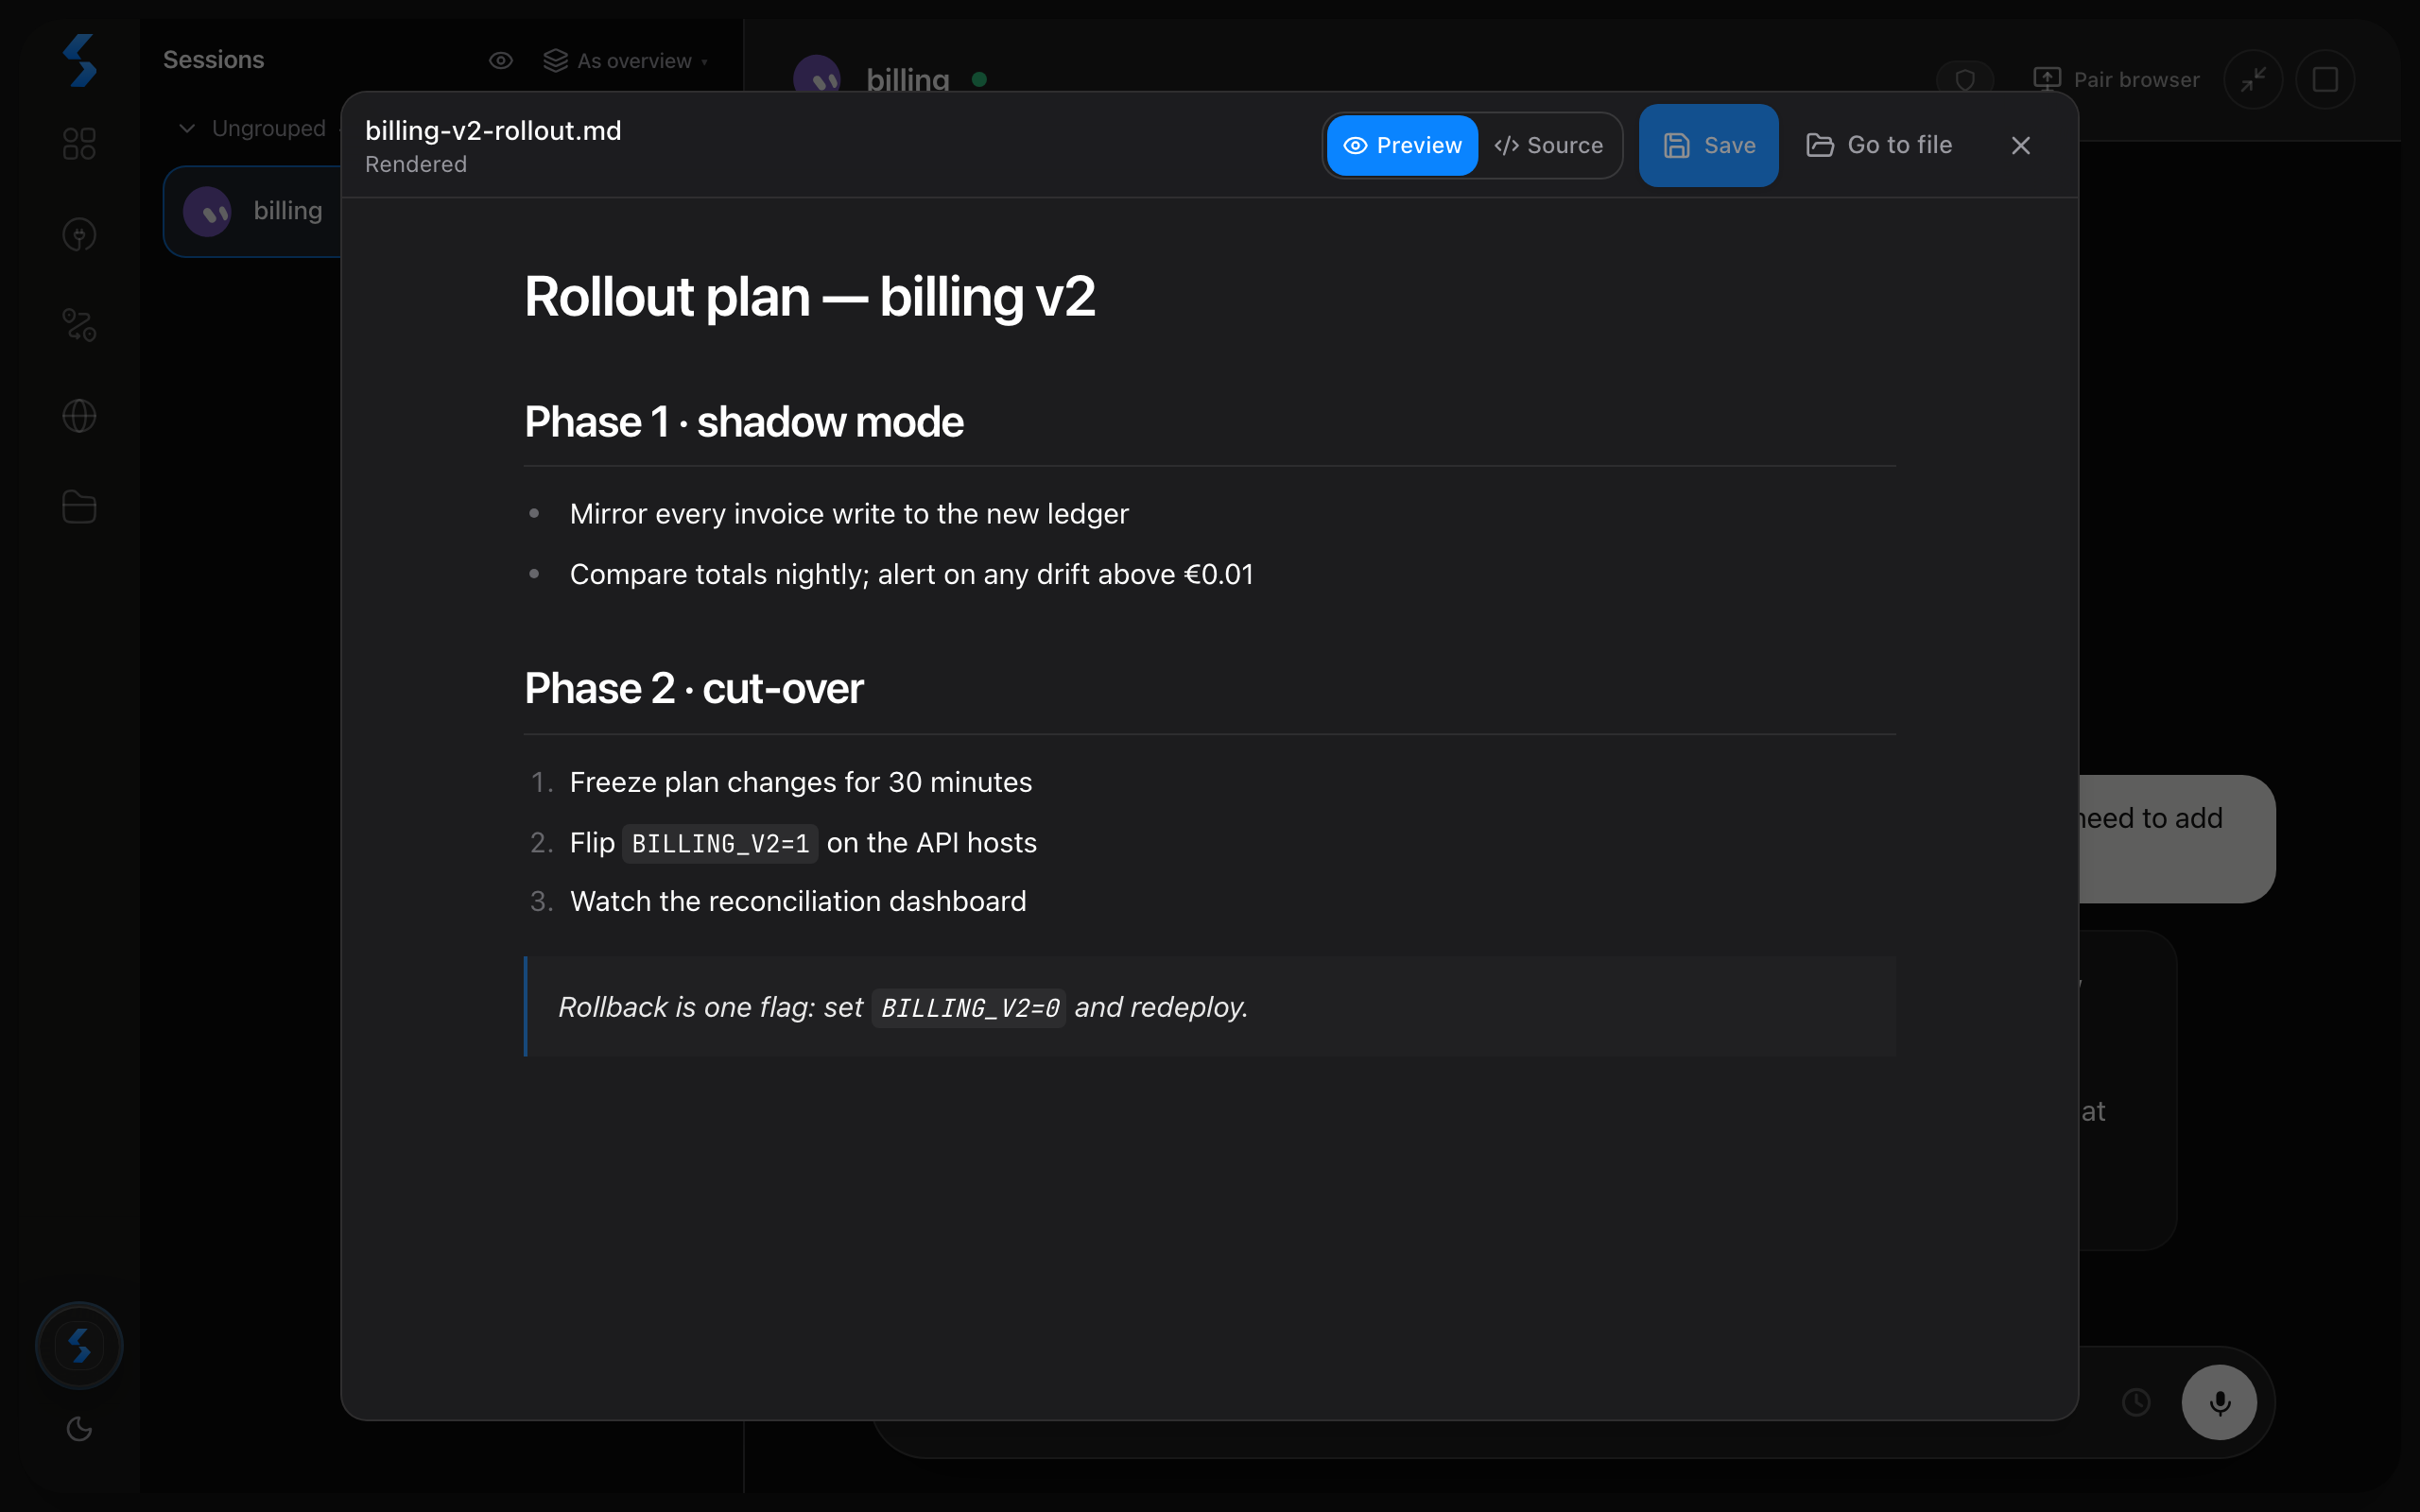 Sessions
As overview
billing
Pair browser
Ungrouped
billing
billing-v2-rollout.md
Rendered
Preview
Source
Save
Go to file
Rollout plan — billing v2
Phase 1 · shadow mode
• Mirror every invoice write to the new ledger
• Compare totals nightly; alert on any drift above €0.01
Phase 2 · cut-over
1. Freeze plan changes for 30 minutes
2. Flip BILLING_V2=1 on the API hosts
3. Watch the reconciliation dashboard
Rollback is one flag: set BILLING_V2=0 and redeploy.
need to add
at